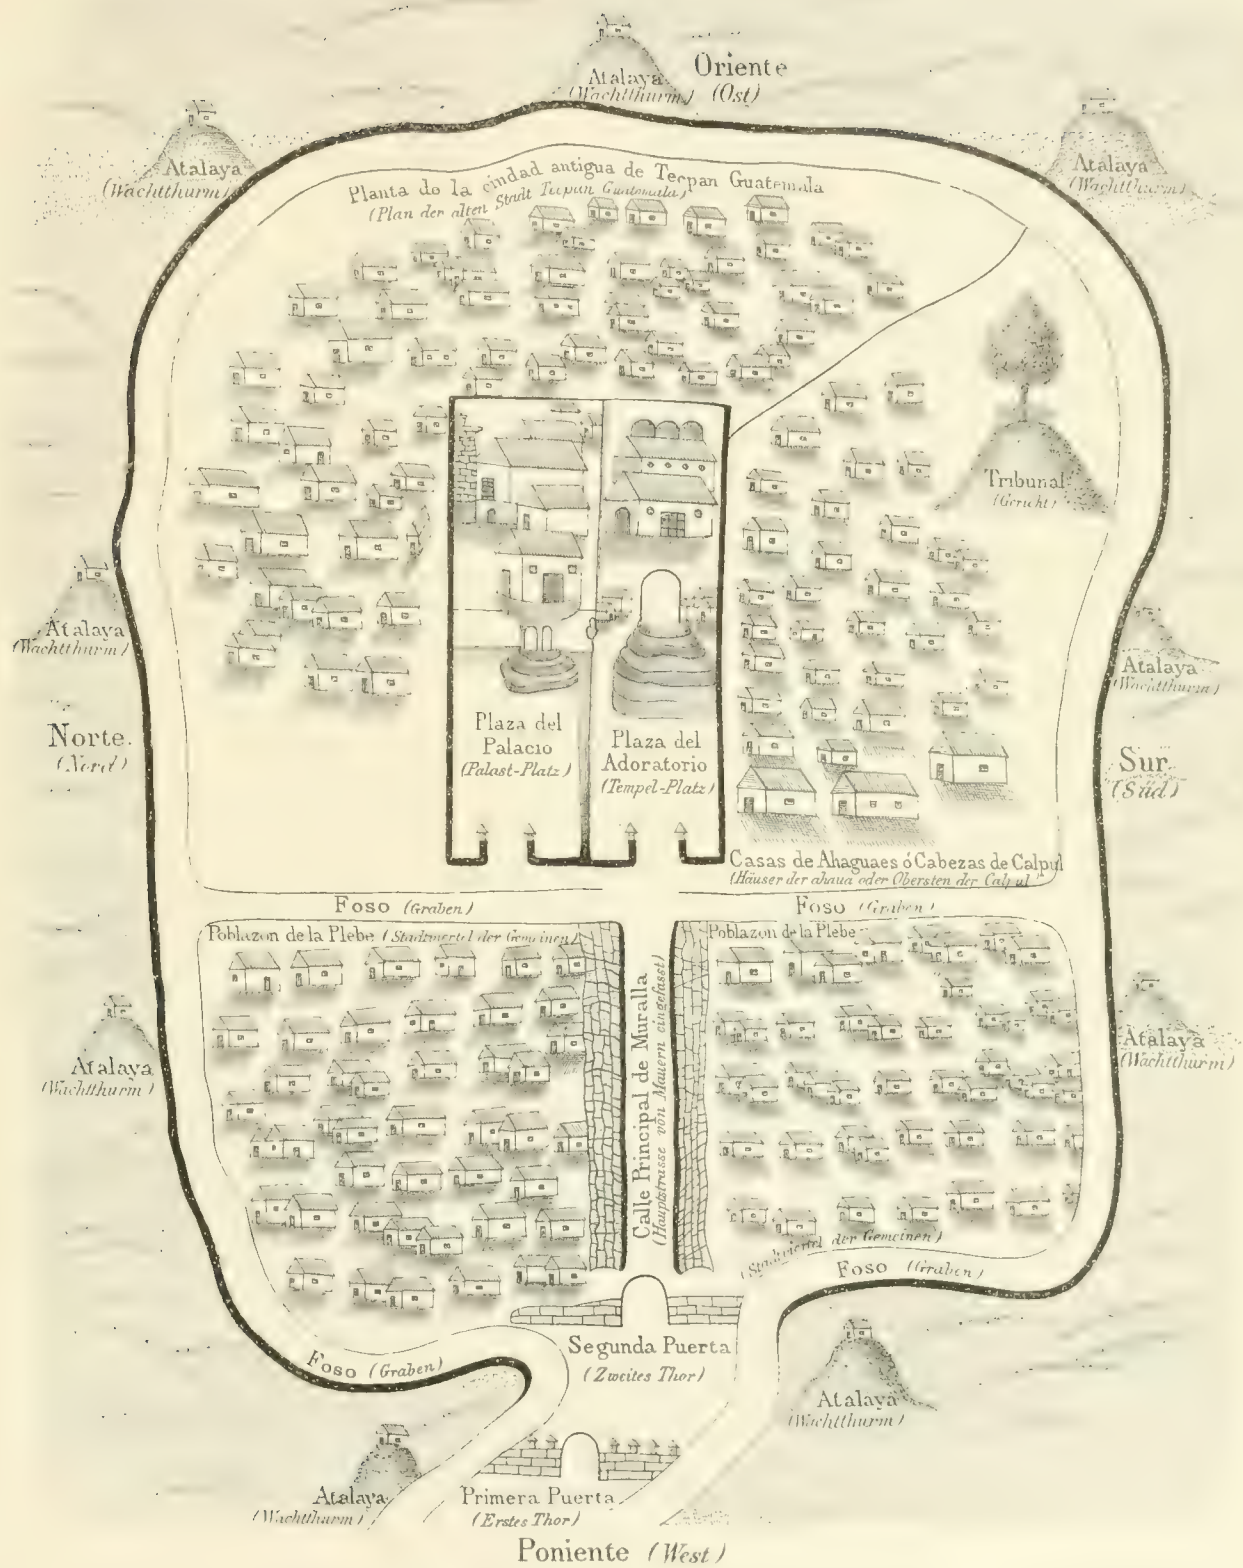 Oriente
(Ost)
Atalaya
(Wachtthurm)
Atalaya
(Wachtthurm)
Atalaya
(Wachtthurm)
Planta de la ciudad antigua de Tecpan Guatemala
(Plan der alten Stadt Tecpan Guatemala)
Tribunal
(Gericht)
Atalaya
(Wachtthurm)
Atalaya
(Wachtthurm)
Norte.
(Nord)
Plaza del
Palacio
(Palast-Platz)
Plaza del
Adoratorio
(Tempel-Platz)
Sur
(Süd)
Casas de Ahaguaes ó Cabezas de Calpul
(Häuser der ahaua oder Obersten der Calpul)
Foso (Graben)
Foso (Graben)
Poblazon de la Plebe (Stadtviertel der Gemeinen)
Poblazon de la Plebe
Calle Principal de Muralla
(Hauptstrasse von Mauern eingefasst)
Atalaya
(Wachtthurm)
Atalaya
(Wachtthurm)
(Stadtviertel der Gemeinen)
Foso (Graben)
Segunda Puerta
(Zweites Thor)
Foso (Graben)
Atalaya
(Wachtthurm)
Atalaya
(Wachtthurm)
Primera Puerta
(Erstes Thor)
Poniente (West)